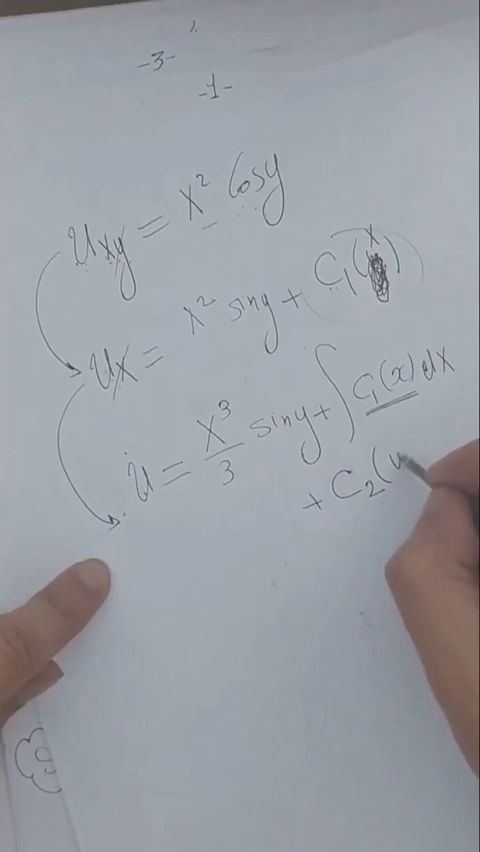 -3-
-1-
Uxy = x² Cosy
Ux = x² siny + C₁(x)
U = x³/3 siny + ∫ C₁(x) dx
+ C₂(